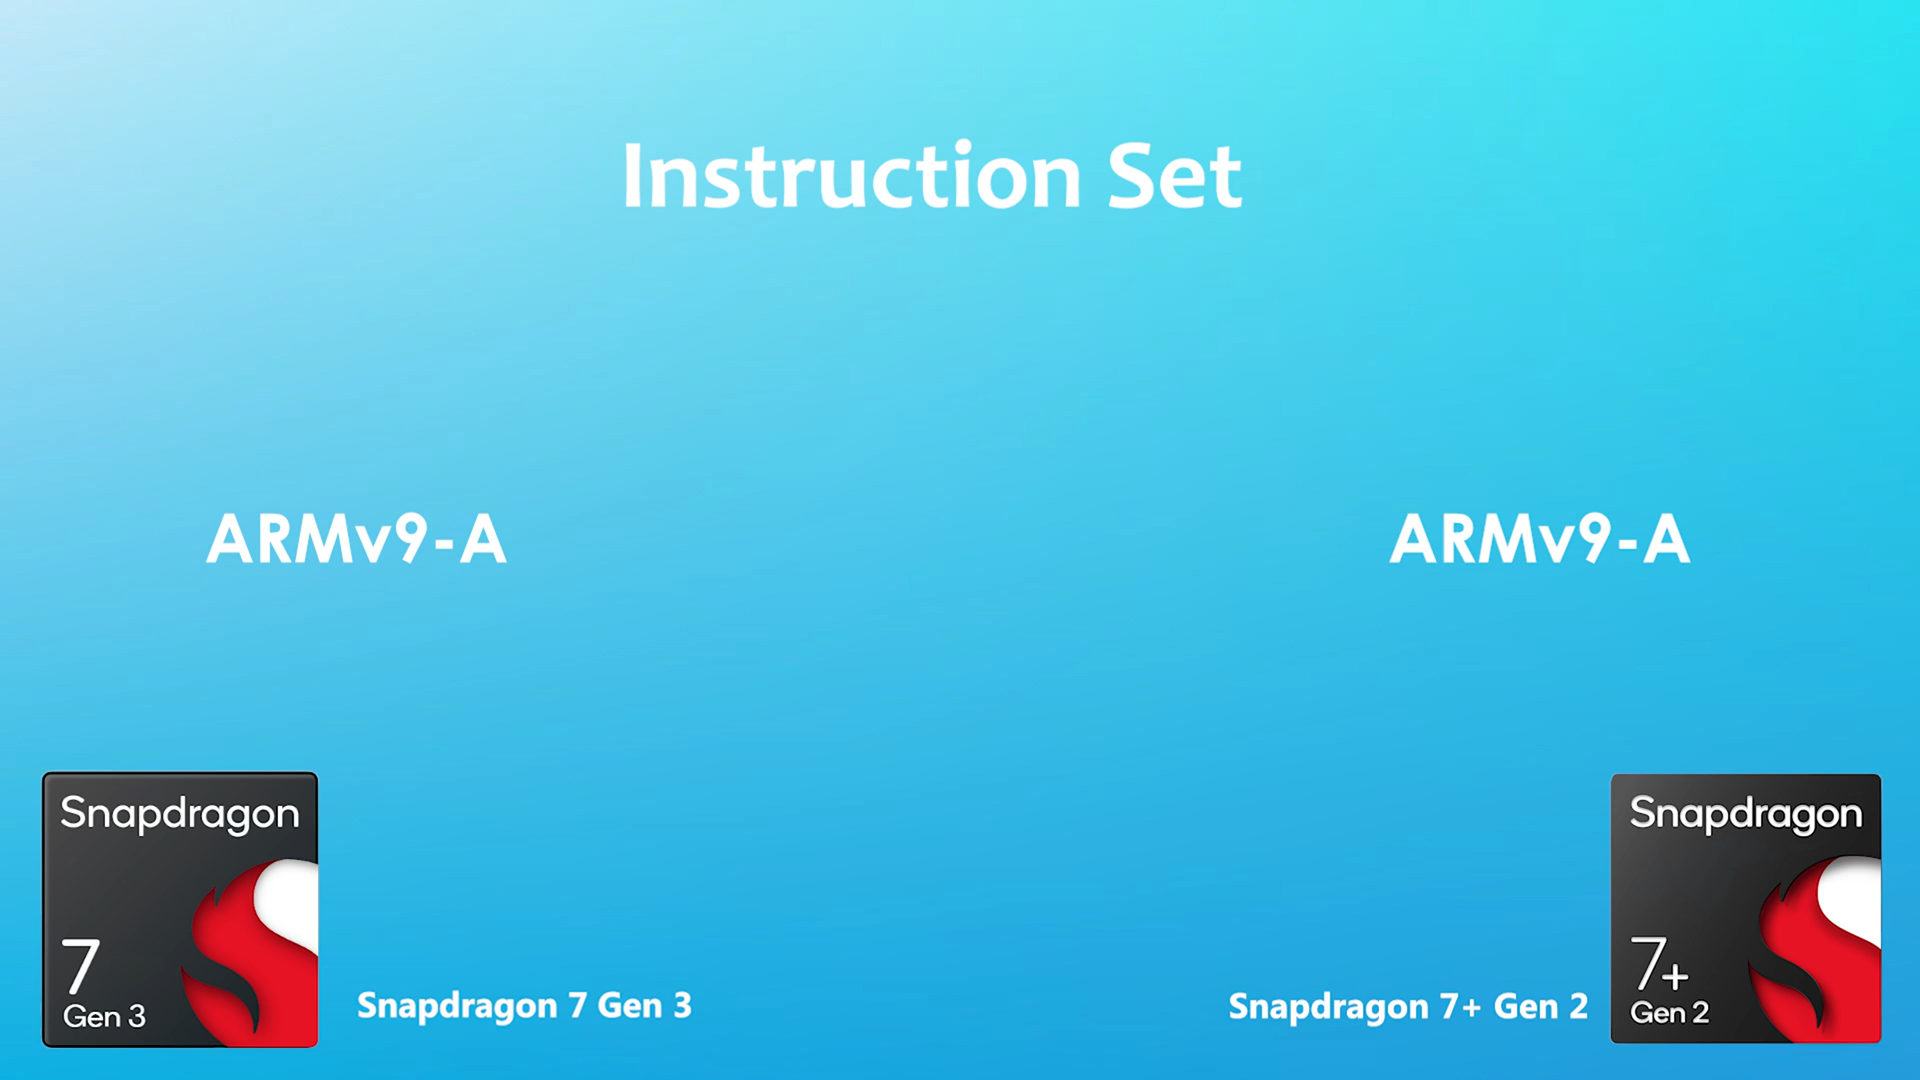 Instruction Set
ARMv9-A
ARMv9-A
Snapdragon
7
Gen 3
Snapdragon 7 Gen 3
Snapdragon 7+ Gen 2
Snapdragon
7+
Gen 2